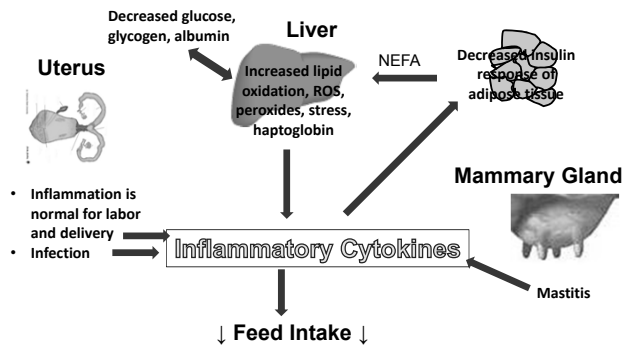 Decreased glucose,
glycogen, albumin
Liver
Uterus
Increased lipid
oxidation, ROS,
peroxides, stress,
haptoglobin
NEFA
Decreased Insulin
response of
adipose tissue
Mammary Gland
• Inflammation is
normal for labor
and delivery
• Infection
Inflammatory Cytokines
Mastitis
↓ Feed Intake ↓